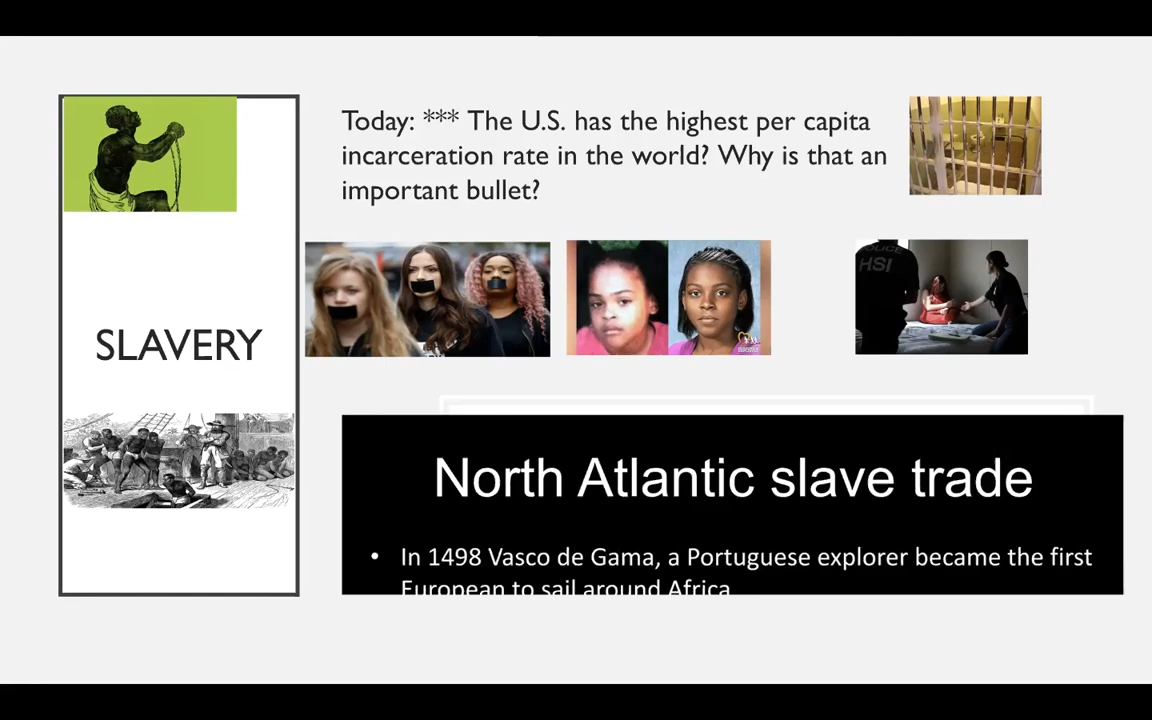 Today: *** The U.S. has the highest per capita
incarceration rate in the world? Why is that an
important bullet?
POLICE
HSI
SLAVERY
North Atlantic slave trade
• In 1498 Vasco de Gama, a Portuguese explorer became the first
European to sail around Africa